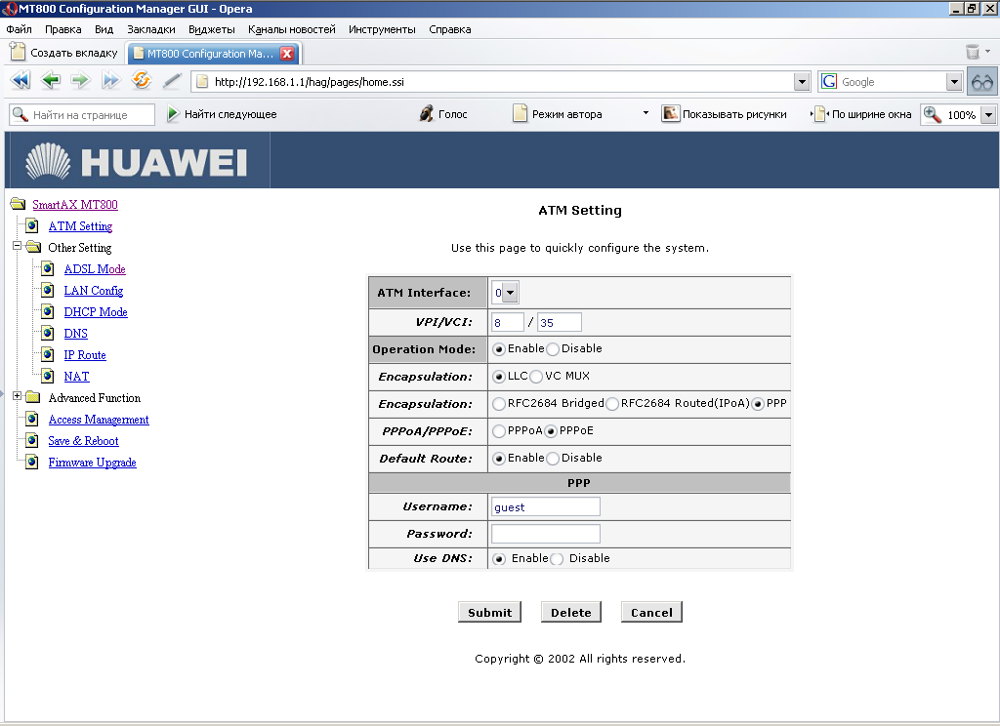 MT800 Configuration Manager GUI - Opera
Файл Правка Вид Закладки Виджеты Каналы новостей Инструменты Справка
Создать вкладку MT800 Configuration Ma...
http://192.168.1.1/hag/pages/home.ssi Google
Найти на странице Найти следующее Голос Режим автора Показывать рисунки По ширине окна 100%
HUAWEI
SmartAX MT800
ATM Setting
Other Setting
ADSL Mode
LAN Config
DHCP Mode
DNS
IP Route
NAT
Advanced Function
Access Management
Save & Reboot
Firmware Upgrade
ATM Setting
Use this page to quickly configure the system.
ATM Interface: 0
VPI/VCI: 8 / 35
Operation Mode: Enable Disable
Encapsulation: LLC VC MUX
Encapsulation: RFC2684 Bridged RFC2684 Routed(IPoA) PPP
PPPoA/PPPoE: PPPoA PPPoE
Default Route: Enable Disable
PPP
Username: guest
Password:
Use DNS: Enable Disable
Submit Delete Cancel
Copyright © 2002 All rights reserved.